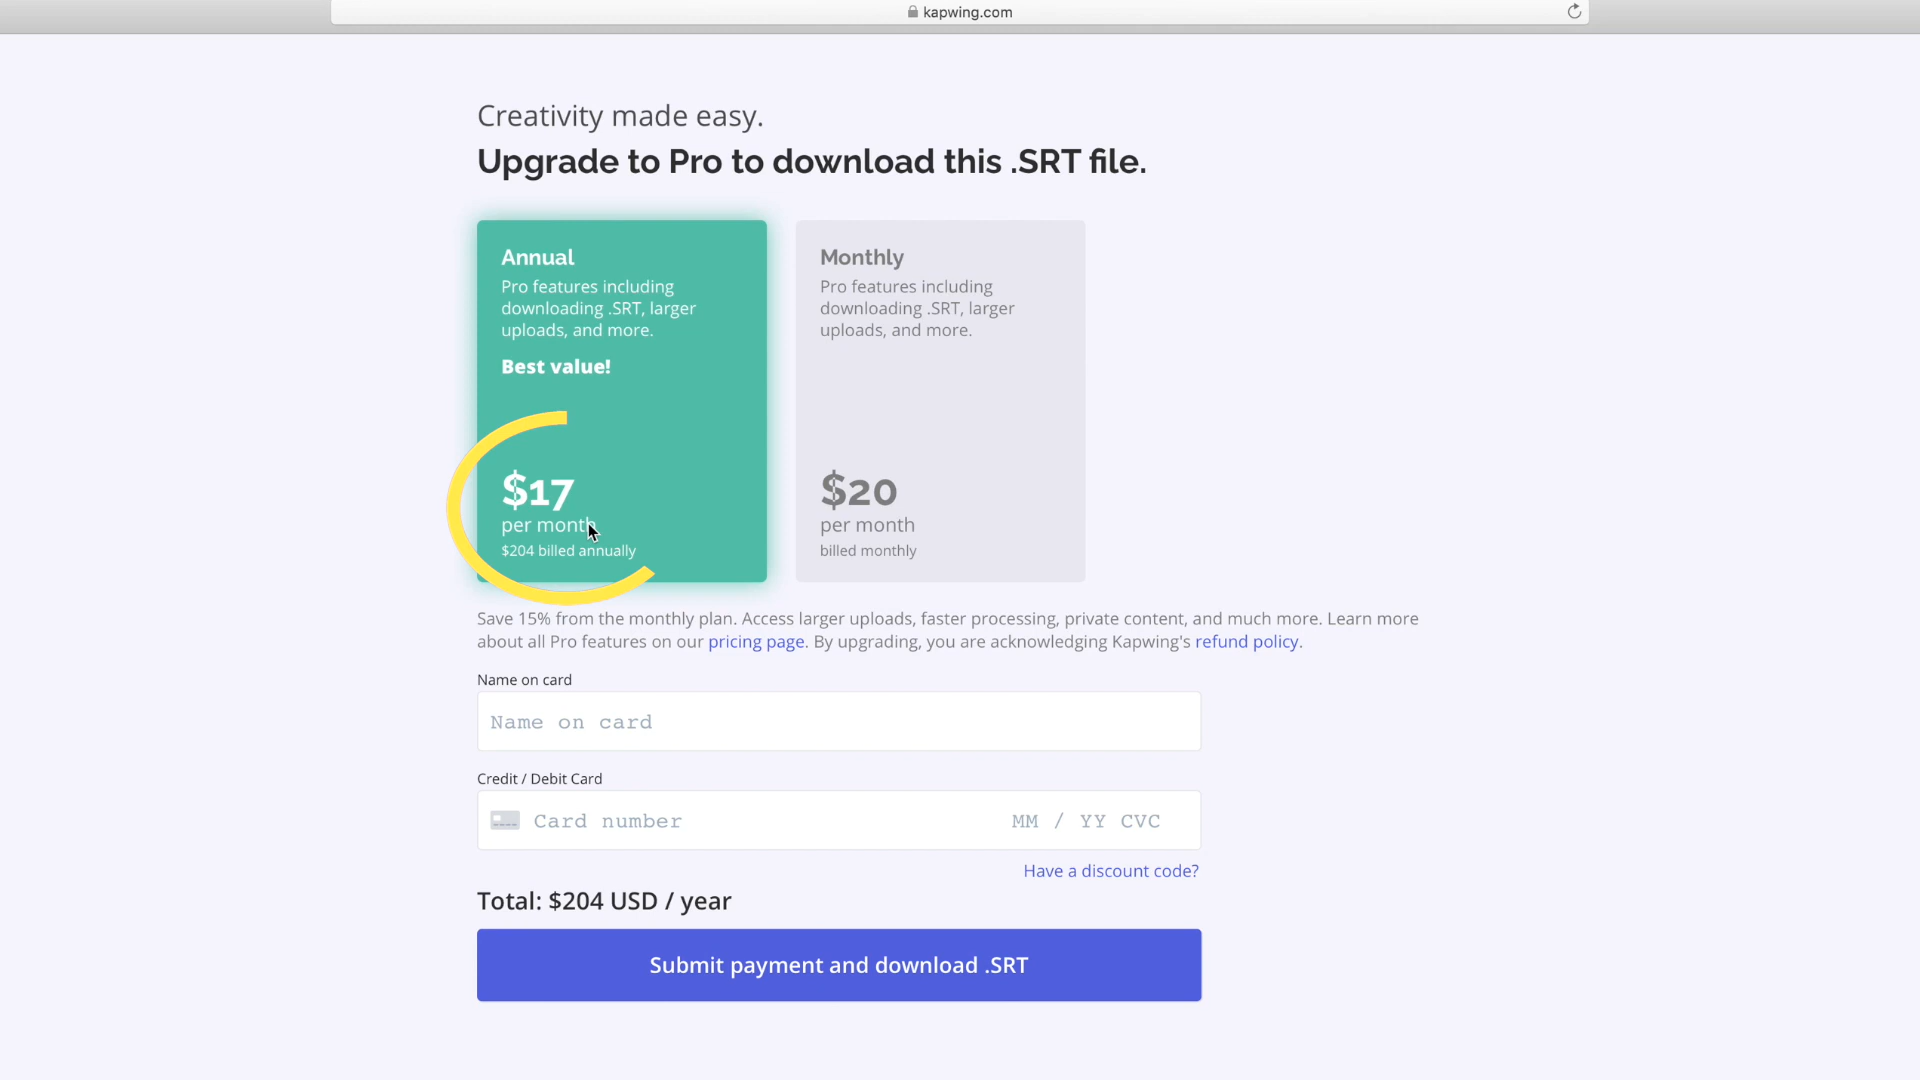 kapwing.com
Creativity made easy.
Upgrade to Pro to download this .SRT file.
Annual
Pro features including
downloading .SRT, larger
uploads, and more.
Best value!
$17
per month
$204 billed annually
Monthly
Pro features including
downloading .SRT, larger
uploads, and more.
$20
per month
billed monthly
Save 15% from the monthly plan. Access larger uploads, faster processing, private content, and much more. Learn more
about all Pro features on our pricing page. By upgrading, you are acknowledging Kapwing's refund policy.
Name on card
Name on card
Credit / Debit Card
Card number MM / YY CVC
Have a discount code?
Total: $204 USD / year
Submit payment and download .SRT